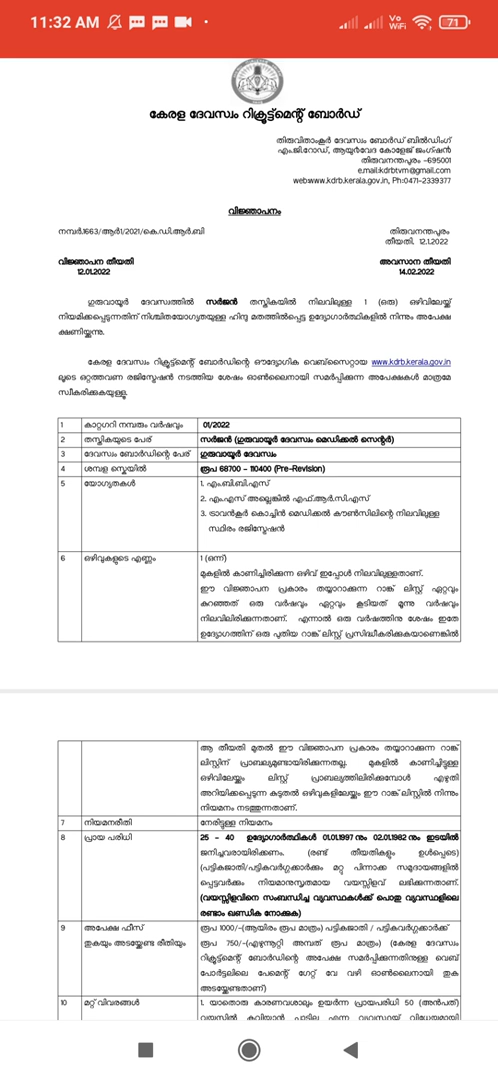 11:32 AM
Vo
WiFi
71
കേരള ദേവസ്വം റിക്രൂട്ട്മെന്റ് ബോർഡ്
തിരുവിതാംകൂർ ദേവസ്വം ബോർഡ് ബിൽഡിംഗ്
എം.ജി.റോഡ്, ആയുർവേദ കോളേജ് ജംഗ്ഷൻ
തിരുവനന്തപുരം -695001
e.mail:kdrbtvm@gmail.com
web:www.kdrb.kerala.gov.in, Ph:0471-2339377
വിജ്ഞാപനം
നമ്പർ.1663/ആർ1/2021/കെ.ഡി.ആർ.ബി തിരുവനന്തപുരം
തീയതി. 12.1.2022
വിജ്ഞാപന തീയതി അവസാന തീയതി
12.01.2022 14.02.2022
ഗുരുവായൂർ ദേവസ്വത്തിൽ സർജൻ തസ്തികയിൽ നിലവിലുള്ള 1 (ഒരു) ഒഴിവിലേയ്ക്ക്
നിയമിക്കപ്പെടുന്നതിന് നിശ്ചിതയോഗ്യതയുള്ള ഹിന്ദു മതത്തിൽപ്പെട്ട ഉദ്യോഗാർത്ഥികളിൽ നിന്നും അപേക്ഷ
ക്ഷണിയ്ക്കുന്നു.
കേരള ദേവസ്വം റിക്രൂട്ട്മെന്റ് ബോർഡിന്റെ ഔദ്യോഗിക വെബ്സൈറ്റായ www.kdrb.kerala.gov.in
ലൂടെ ഒറ്റത്തവണ രജിസ്ട്രേഷൻ നടത്തിയ ശേഷം ഓൺലൈനായി സമർപ്പിക്കുന്ന അപേക്ഷകൾ മാത്രമേ
സ്വീകരിക്കുകയുള്ളൂ.
1 കാറ്റഗറി നമ്പരും വർഷവും 01/2022
2 തസ്തികയുടെ പേര് സർജൻ (ഗുരുവായൂർ ദേവസ്വം മെഡിക്കൽ സെന്റർ)
3 ദേവസ്വം ബോർഡിന്റെ പേര് ഗുരുവായൂർ ദേവസ്വം
4 ശമ്പള സ്കെയിൽ രൂപ 68700 - 110400 (Pre-Revision)
5 യോഗ്യതകൾ 1. എം.ബി.ബി.എസ്
2. എം.എസ് അല്ലെങ്കിൽ എഫ്.ആർ.സി.എസ്
3. ട്രാവൻകൂർ കൊച്ചിൻ മെഡിക്കൽ കൗൺസിലിന്റെ നിലവിലുള്ള
സ്ഥിരം രജിസ്ട്രേഷൻ
6 ഒഴിവുകളുടെ എണ്ണം 1 (ഒന്ന്)
മുകളിൽ കാണിച്ചിരിക്കുന്ന ഒഴിവ് ഇപ്പോൾ നിലവിലുള്ളതാണ്.
ഈ വിജ്ഞാപന പ്രകാരം തയ്യാറാക്കുന്ന റാങ്ക് ലിസ്റ്റ് ഏറ്റവും
കുറഞ്ഞത് ഒരു വർഷവും ഏറ്റവും കൂടിയത് മൂന്നു വർഷവും
നിലവിലിരിക്കുന്നതാണ്. എന്നാൽ ഒരു വർഷത്തിനു ശേഷം ഇതേ
ഉദ്യോഗത്തിന് ഒരു പുതിയ റാങ്ക് ലിസ്റ്റ് പ്രസിദ്ധീകരിക്കുകയാണെങ്കിൽ
ആ തീയതി മുതൽ ഈ വിജ്ഞാപന പ്രകാരം തയ്യാറാക്കുന്ന റാങ്ക്
ലിസ്റ്റിന് പ്രാബല്യമുണ്ടായിരിക്കുന്നതല്ല. മുകളിൽ കാണിച്ചിട്ടുള്ള
ഒഴിവിലേയ്ക്കും ലിസ്റ്റ് പ്രാബല്യത്തിലിരിക്കുമ്പോൾ എഴുതി
അറിയിക്കപ്പെടുന്ന കൂടുതൽ ഒഴിവുകളിലേയ്ക്കും ഈ റാങ്ക് ലിസ്റ്റിൽ നിന്നും
നിയമനം നടത്തുന്നതാണ്.
7 നിയമനരീതി നേരിട്ടുള്ള നിയമനം
8 പ്രായ പരിധി 25 - 40 ഉദ്യോഗാർത്ഥികൾ 01.01.1997 നും 02.01.1982 നും ഇടയിൽ
ജനിച്ചവരായിരിക്കണം. (രണ്ട് തീയതികളും ഉൾപ്പെടെ)
(പട്ടികജാതി/പട്ടികവർഗ്ഗക്കാർക്കും മറ്റു പിന്നാക്ക സമുദായങ്ങളിൽ
പ്പെട്ടവർക്കും നിയമാനുസൃതമായ വയസ്സിളവ് ലഭിക്കുന്നതാണ്.
(വയസ്സിളവിനെ സംബന്ധിച്ച വ്യവസ്ഥകൾക്ക് പൊതു വ്യവസ്ഥകളിലെ
രണ്ടാം ഖണ്ഡിക നോക്കുക)
9 അപേക്ഷ ഫീസ് രൂപ 1000/-(ആയിരം രൂപ മാത്രം) പട്ടികജാതി / പട്ടികവർഗ്ഗക്കാർക്ക്
തുകയും അടയ്ക്കേണ്ട രീതിയും രൂപ 750/-(എഴുന്നൂറ്റി അമ്പത് രൂപ മാത്രം) (കേരള ദേവസ്വം
റിക്രൂട്ട്മെന്റ് ബോർഡിന്റെ അപേക്ഷ സമർപ്പിക്കുന്നതിനുള്ള വെബ്
പോർട്ടലിലെ പേമെന്റ് ഗേറ്റ് വേ വഴി ഓൺലൈനായി തുക
അടയ്ക്കേണ്ടതാണ്)
10 മറ്റ് വിവരങ്ങൾ 1. യാതൊരു കാരണവശാലും ഉയർന്ന പ്രായപരിധി 50 (അൻപത്)
വയസ്സിൽ കവിയാൻ പാടില്ല എന്ന വ്യവസ്ഥയ്ക്ക് വിധേയമായി